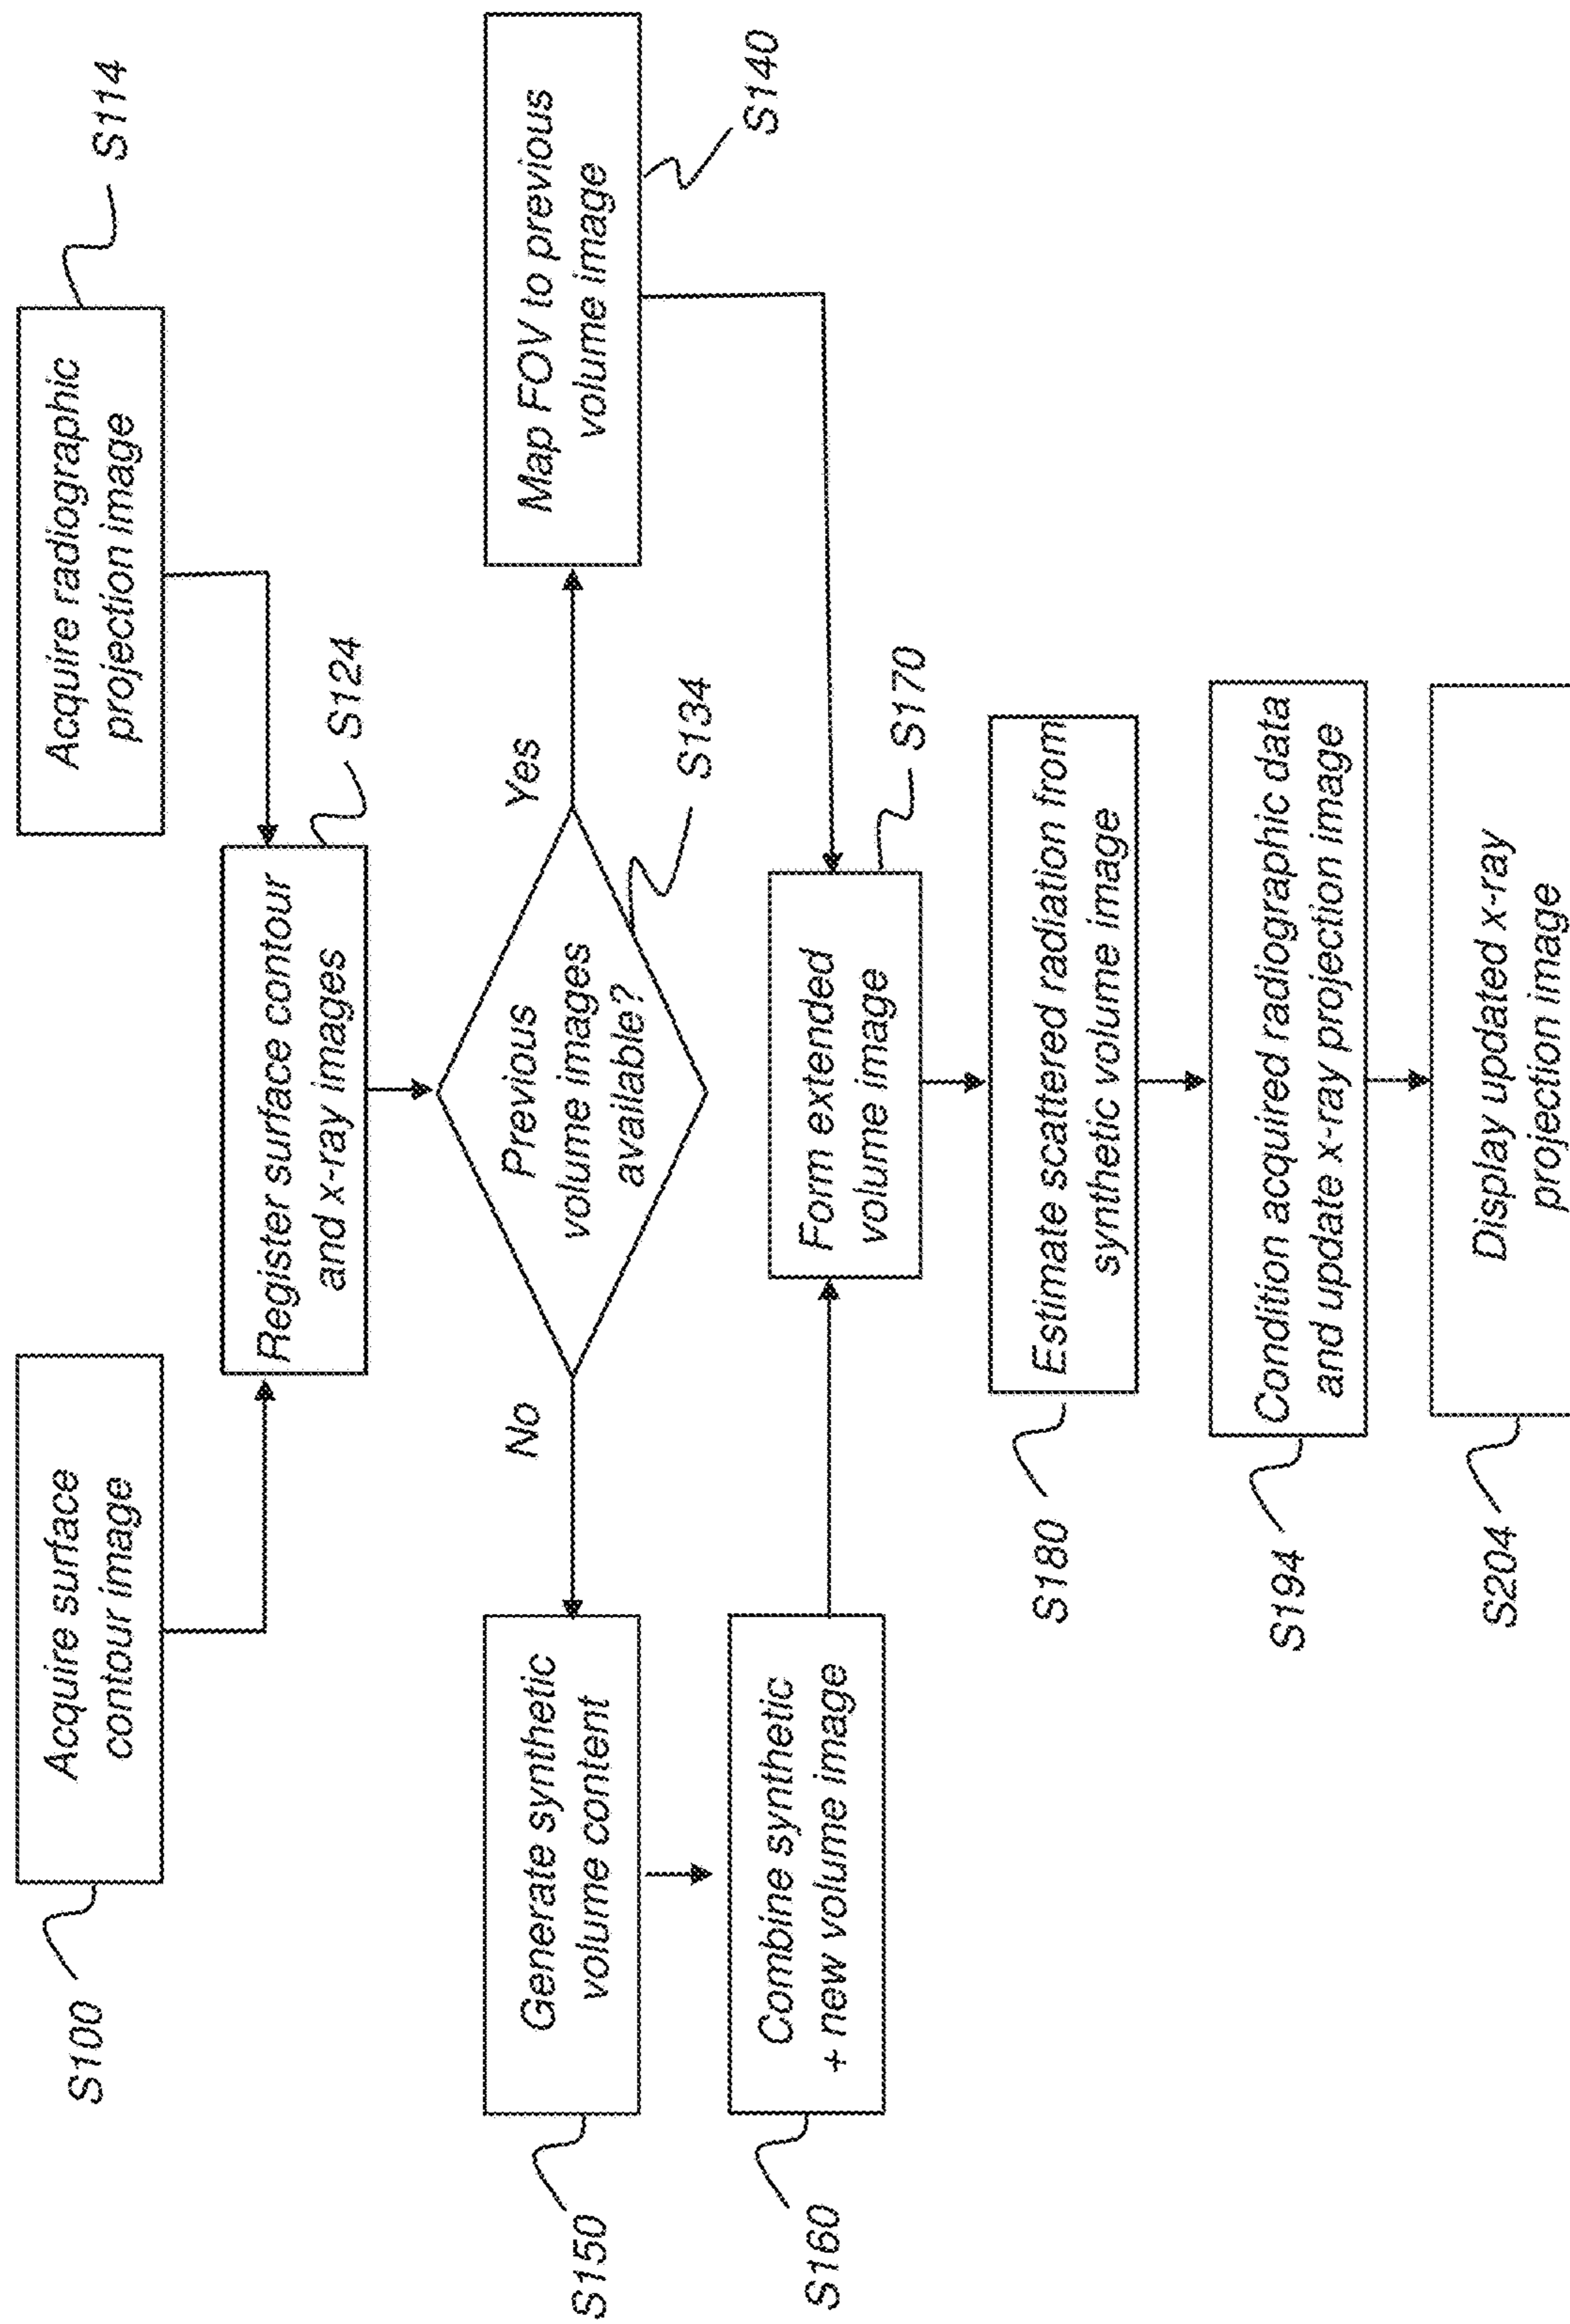 S100
Acquire surface
contour image
Acquire radiographic
projection image
S114
Register surface contour
and x-ray images
S124
Previous
volume images
available?
S134
No
Yes
S150
Generate synthetic
volume content
Map FOV to previous
volume image
S140
S160
Combine synthetic
+ new volume image
Form extended
volume image
S170
S180
Estimate scattered radiation from
synthetic volume image
S194
Condition acquired radiographic data
and update x-ray projection image
S204
Display updated x-ray
projection image